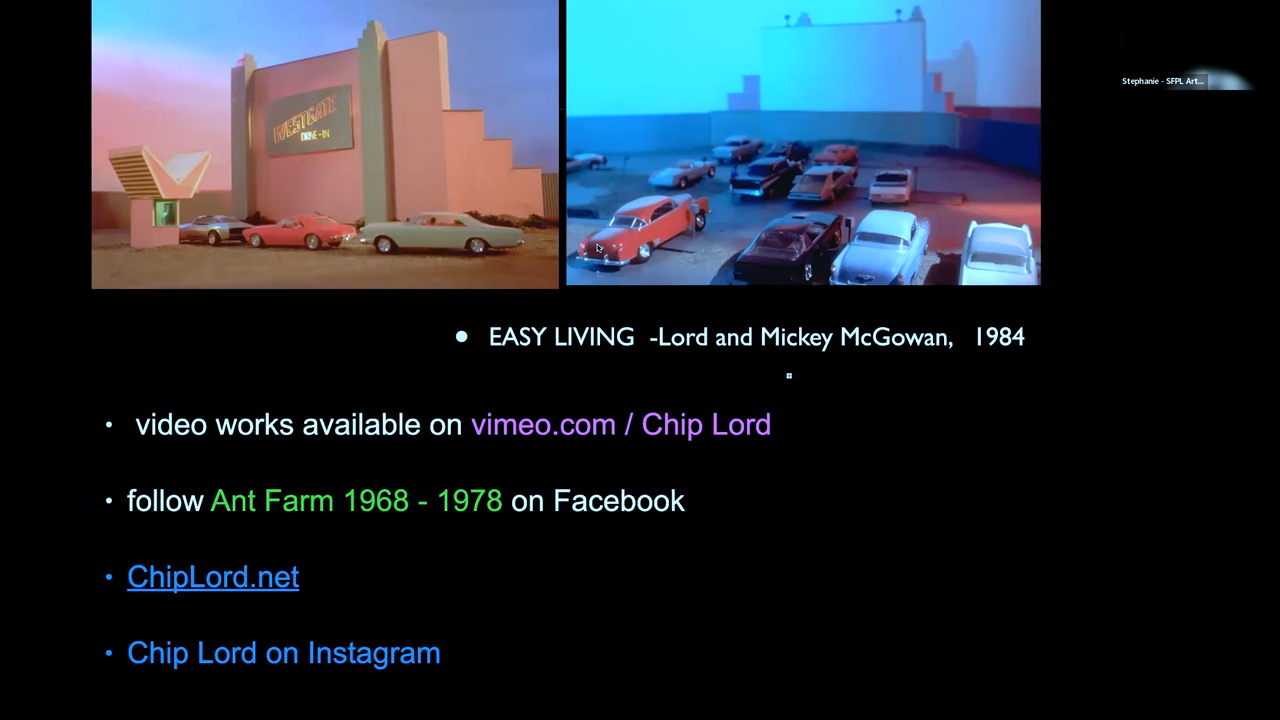 WESTGATE
DRIVE-IN
Stephanie - SFPL Art...
• EASY LIVING -Lord and Mickey McGowan, 1984
• video works available on vimeo.com / Chip Lord
• follow Ant Farm 1968 - 1978 on Facebook
• ChipLord.net
• Chip Lord on Instagram